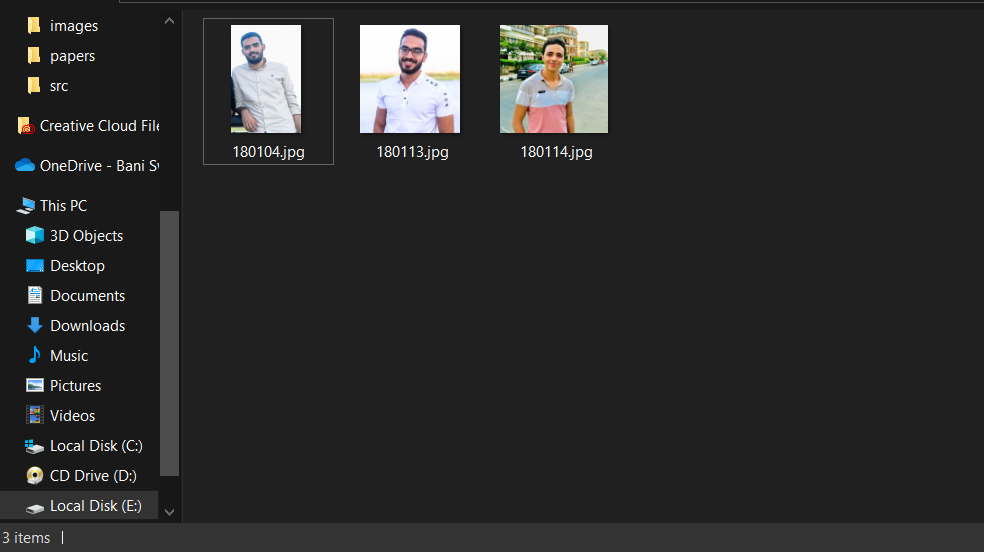 images
papers
src
Creative Cloud File
OneDrive - Bani Sw
This PC
3D Objects
Desktop
Documents
Downloads
Music
Pictures
Videos
Local Disk (C:)
CD Drive (D:)
Local Disk (E:)
180104.jpg
180113.jpg
180114.jpg
3 items